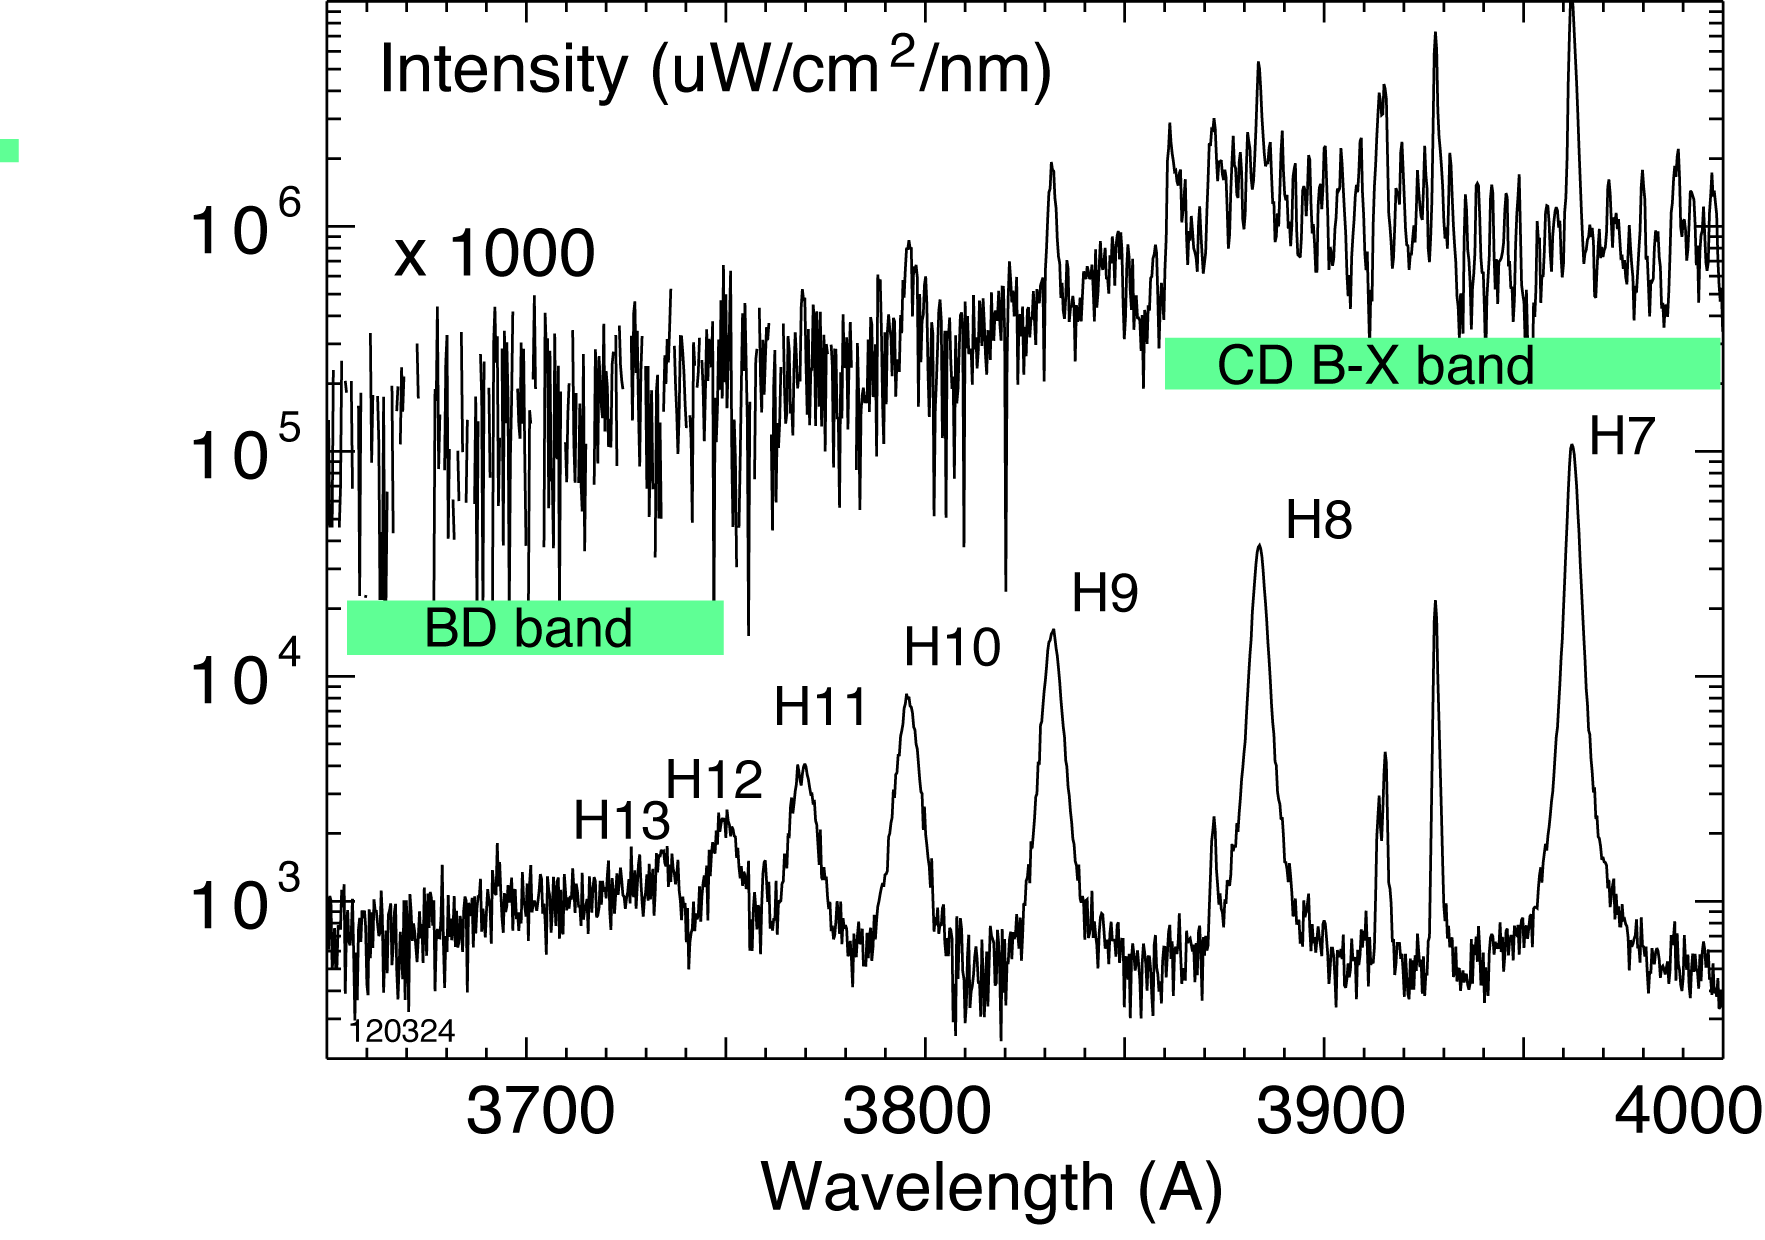 Intensity (uW/cm²/nm)
10⁶
x 1000
CD B-X band
10⁵
H7
H8
H9
BD band
H10
10⁴
H11
H12
H13
10³
120324
3700 3800 3900 4000
Wavelength (A)